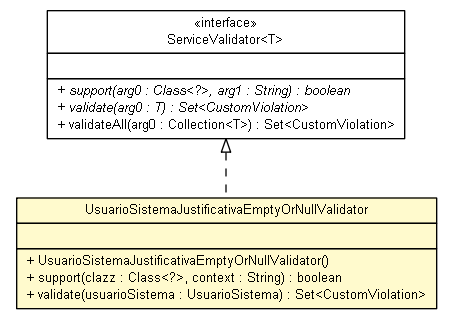 «interface»
ServiceValidator<T>
+ support(arg0 : Class<?>, arg1 : String) : boolean
+ validate(arg0 : T) : Set<CustomViolation>
+ validateAll(arg0 : Collection<T>) : Set<CustomViolation>
UsuarioSistemaJustificativaEmptyOrNullValidator
+ UsuarioSistemaJustificativaEmptyOrNullValidator()
+ support(clazz : Class<?>, context : String) : boolean
+ validate(usuarioSistema : UsuarioSistema) : Set<CustomViolation>